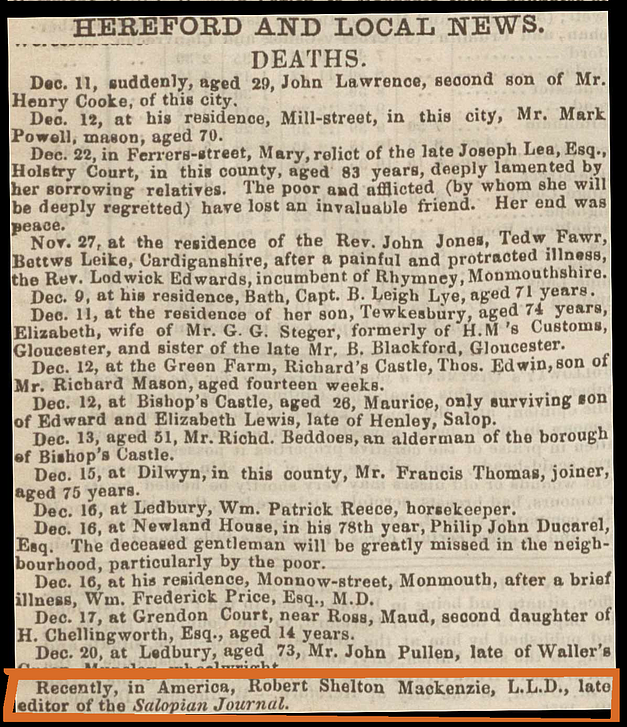 HEREFORD AND LOCAL NEWS.
DEATHS.
Dec. 11, suddenly, aged 29, John Lawrence, second son of Mr.
Henry Cooke, of this city.
Dec. 12, at his residence, Mill-street, in this city, Mr. Mark
Powell, mason, aged 70.
Dec. 22, in Ferrers-street, Mary, relict of the late Joseph Lea, Esq.,
Holstry Court, in this county, aged 83 years, deeply lamented by
her sorrowing relatives. The poor and afflicted (by whom she will
be deeply regretted) have lost an invaluable friend. Her end was
peace.
Nov. 27, at the residence of the Rev. John Jones, Tedw Fawr,
Bettws Leike, Cardiganshire, after a painful and protracted illness,
the Rev. Lodwick Edwards, incumbent of Rhymney, Monmouthshire.
Dec. 9, at his residence, Bath, Capt. B. Leigh Lye, aged 71 years.
Dec. 11, at the residence of her son, Tewkesbury, aged 74 years,
Elizabeth, wife of Mr. G. G. Steger, formerly of H.M 's Customs,
Gloucester, and sister of the late Mr. B. Blackford, Gloucester.
Dec. 12, at the Green Farm, Richard's Castle, Thos. Edwin, son of
Mr. Richard Mason, aged fourteen weeks.
Dec. 12, at Bishop's Castle, aged 26, Maurice, only surviving son
of Edward and Elizabeth Lewis, late of Henley, Salop.
Dec. 13, aged 51, Mr. Richd. Beddoes, an alderman of the borough
of Bishop's Castle.
Dec. 15, at Dilwyn, in this county, Mr. Francis Thomas, joiner,
aged 75 years.
Dec. 16, at Ledbury, Wm. Patrick Reece, horsekeeper.
Dec. 16, at Newland House, in his 78th year, Philip John Ducarel,
Esq. The deceased gentleman will be greatly missed in the neigh-
bourhood, particularly by the poor.
Dec. 16, at his residence, Monnow-street, Monmouth, after a brief
illness, Wm. Frederick Price, Esq., M.D.
Dec. 17, at Grendon Court, near Ross, Maud, second daughter of
H. Chellingworth, Esq., aged 14 years.
Dec. 20, at Ledbury, aged 73, Mr. John Pullen, late of Waller's
Recently, in America, Robert Shelton Mackenzie, L.L.D., late
editor of the Salopian Journal.